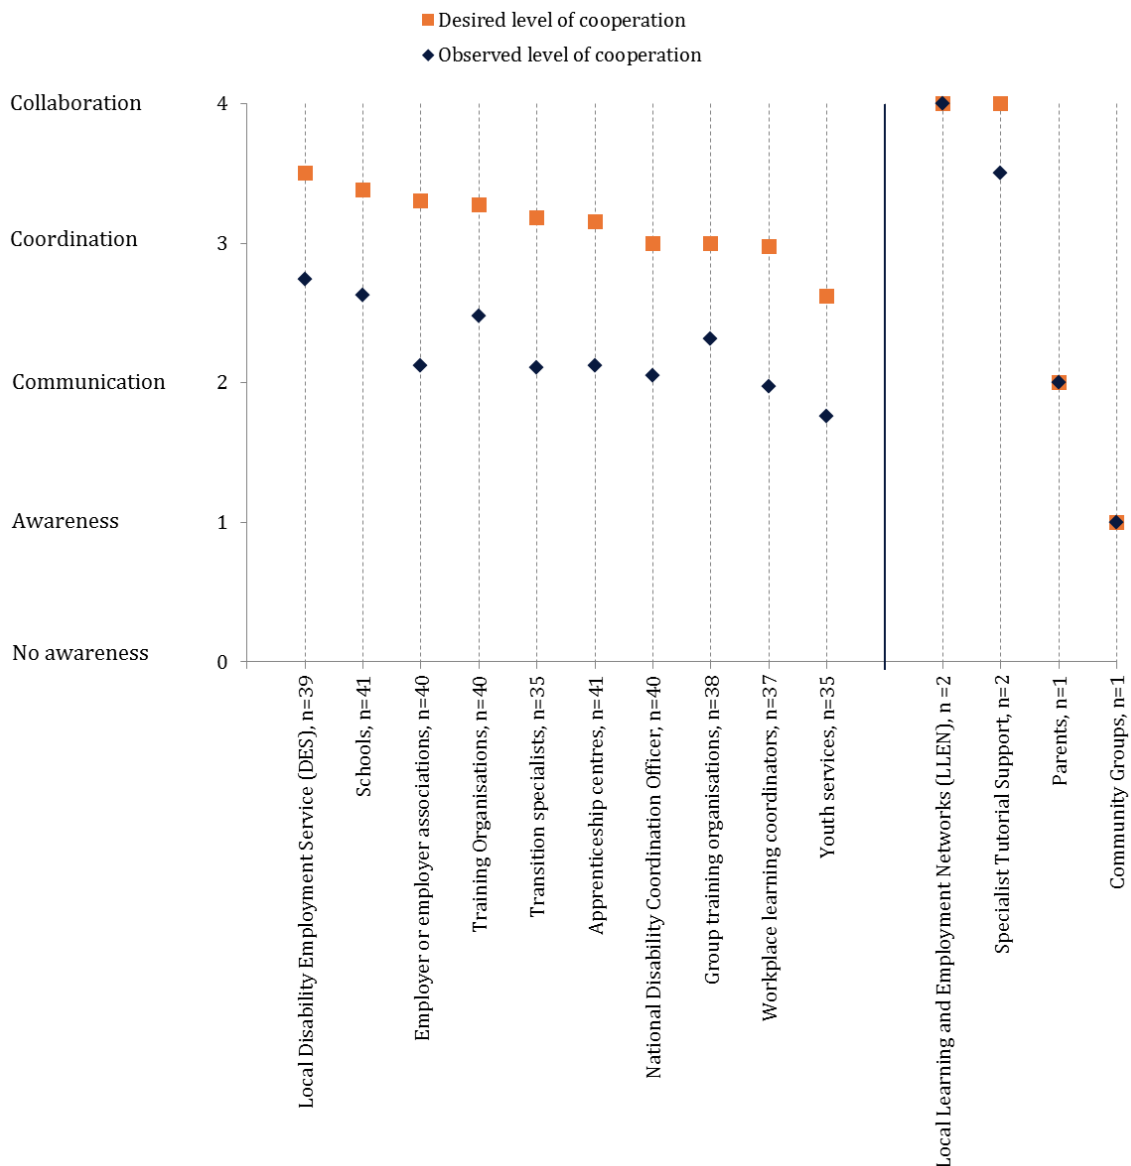 Desired level of cooperation
Observed level of cooperation
Collaboration 4
Coordination 3
Communication 2
Awareness 1
No awareness 0
Local Disability Employment Service (DES), n=39
Schools, n=41
Employer or employer associations, n=40
Training Organisations, n=40
Transition specialists, n=35
Apprenticeship centres, n=41
National Disability Coordination Officer, n=40
Group training organisations, n=38
Workplace learning coordinators, n=37
Youth services, n=35
Local Learning and Employment Networks (LLEN), n =2
Specialist Tutorial Support, n=2
Parents, n=1
Community Groups, n=1